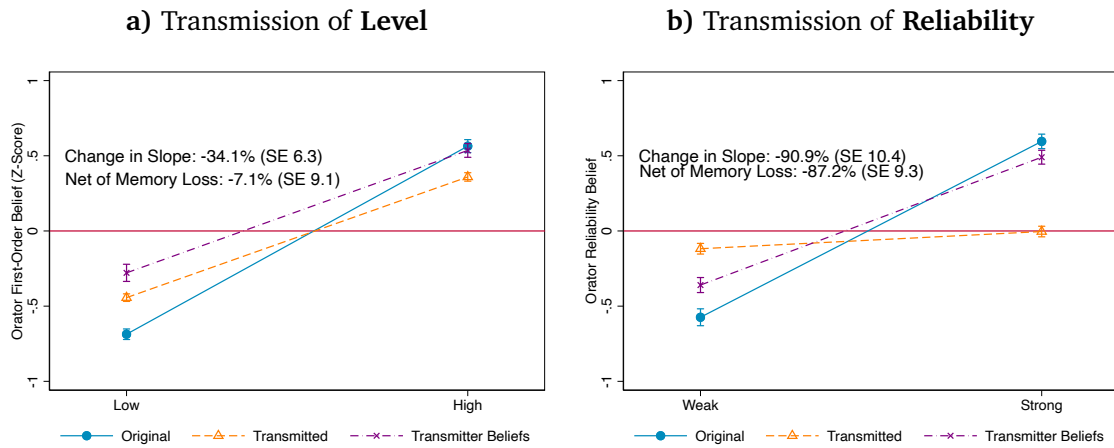 a) Transmission of Level
Orator First-Order Belief (Z-Score)
1
.5
0
-.5
-1
Change in Slope: -34.1% (SE 6.3)
Net of Memory Loss: -7.1% (SE 9.1)
Low
High
Original
Transmitted
Transmitter Beliefs
b) Transmission of Reliability
Orator Reliability Belief
1
.5
0
-.5
-1
Change in Slope: -90.9% (SE 10.4)
Net of Memory Loss: -87.2% (SE 9.3)
Weak
Strong
Original
Transmitted
Transmitter Beliefs